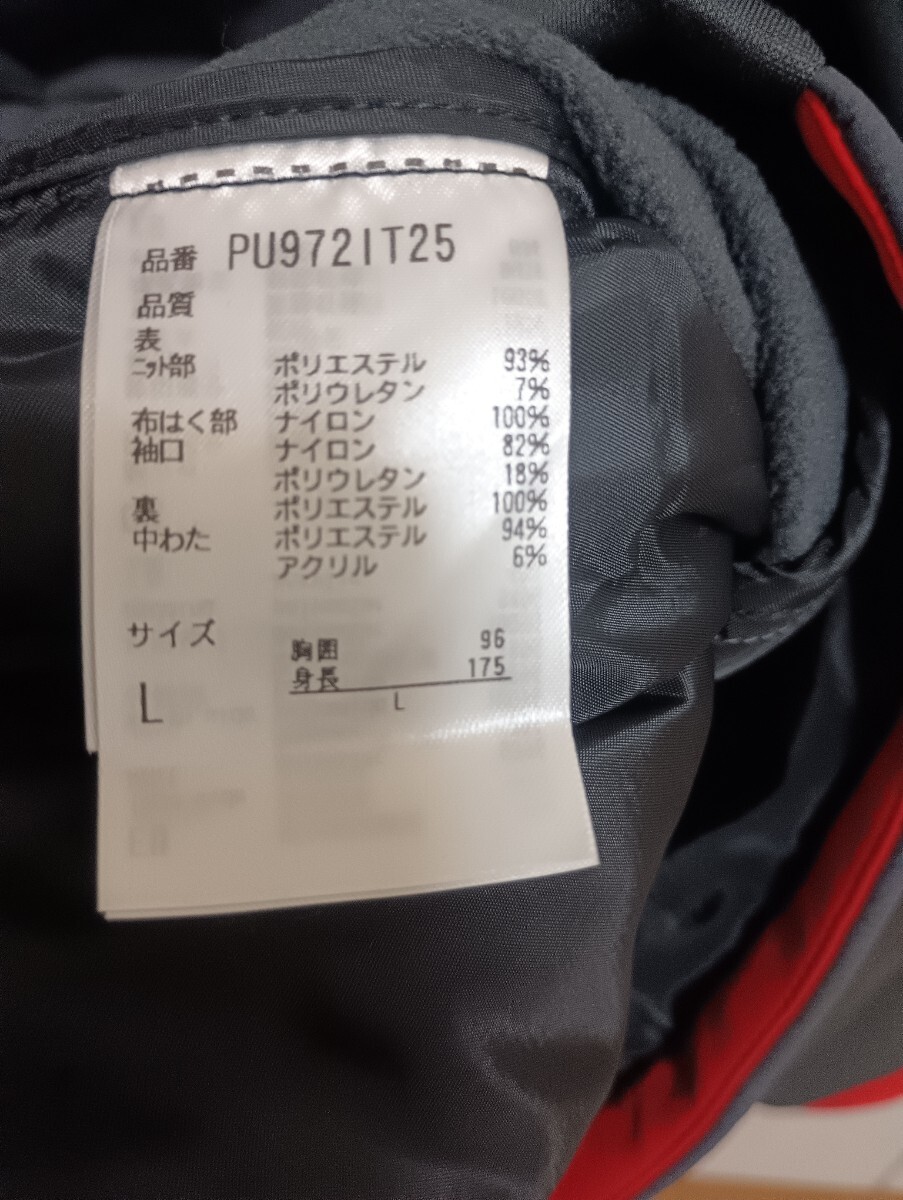 品番 PU972IT25
品質
表
ニット部 ポリエステル 93%
ポリウレタン 7%
布はく部 ナイロン 100%
袖口 ナイロン 82%
ポリウレタン 18%
裏 ポリエステル 100%
中わた ポリエステル 94%
アクリル 6%
サイズ
胸囲 96
身長 175
L
L